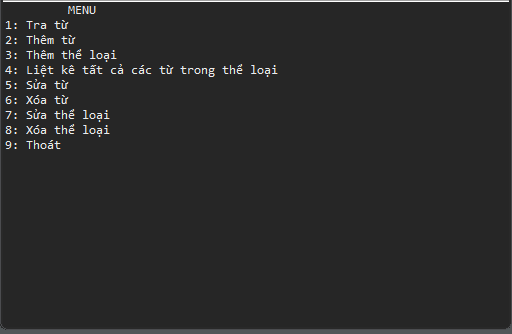 MENU
1: Tra từ
2: Thêm từ
3: Thêm thể loại
4: Liệt kê tất cả các từ trong thể loại
5: Sửa từ
6: Xóa từ
7: Sửa thể loại
8: Xóa thể loại
9: Thoát